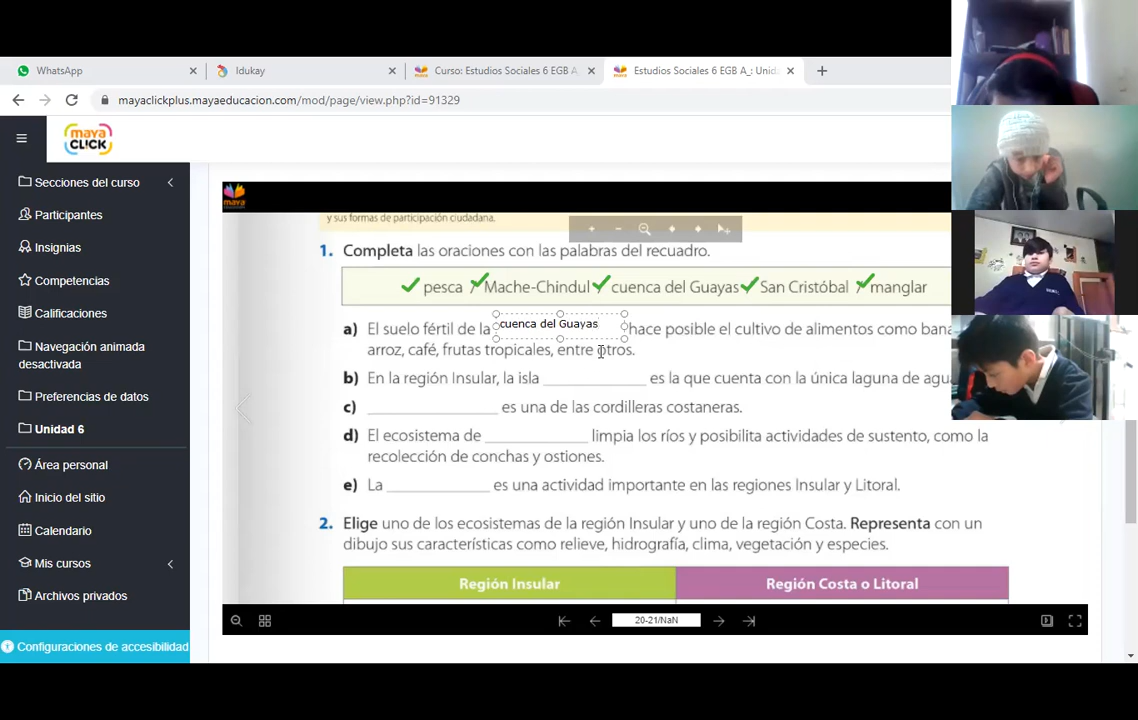 WhatsApp
Idukay
Curso: Estudios Sociales 6 EGB A_
Estudios Sociales 6 EGB A_: Unid
mayaclickplus.mayaeducacion.com/mod/page/view.php?id=91329
maya
CLICK
Secciones del curso
Participantes
Insignias
Competencias
Calificaciones
Navegación animada
desactivada
Preferencias de datos
Unidad 6
Área personal
Inicio del sitio
Calendario
Mis cursos
Archivos privados
Configuraciones de accesibilidad
maya
y sus formas de participación ciudadana.
1. Completa las oraciones con las palabras del recuadro.
pesca / Mache-Chindul / cuenca del Guayas San Cristóbal / manglar
a) El suelo fértil de la cuenca del Guayas hace posible el cultivo de alimentos como bana
arroz, café, frutas tropicales, entre otros.
b) En la región Insular, la isla ____________ es la que cuenta con la única laguna de agu
c) ____________ es una de las cordilleras costaneras.
d) El ecosistema de ____________ limpia los ríos y posibilita actividades de sustento, como la
recolección de conchas y ostiones.
e) La ____________ es una actividad importante en las regiones Insular y Litoral.
2. Elige uno de los ecosistemas de la región Insular y uno de la región Costa. Representa con un
dibujo sus características como relieve, hidrografía, clima, vegetación y especies.
Región Insular
Región Costa o Litoral
20-21/NaN